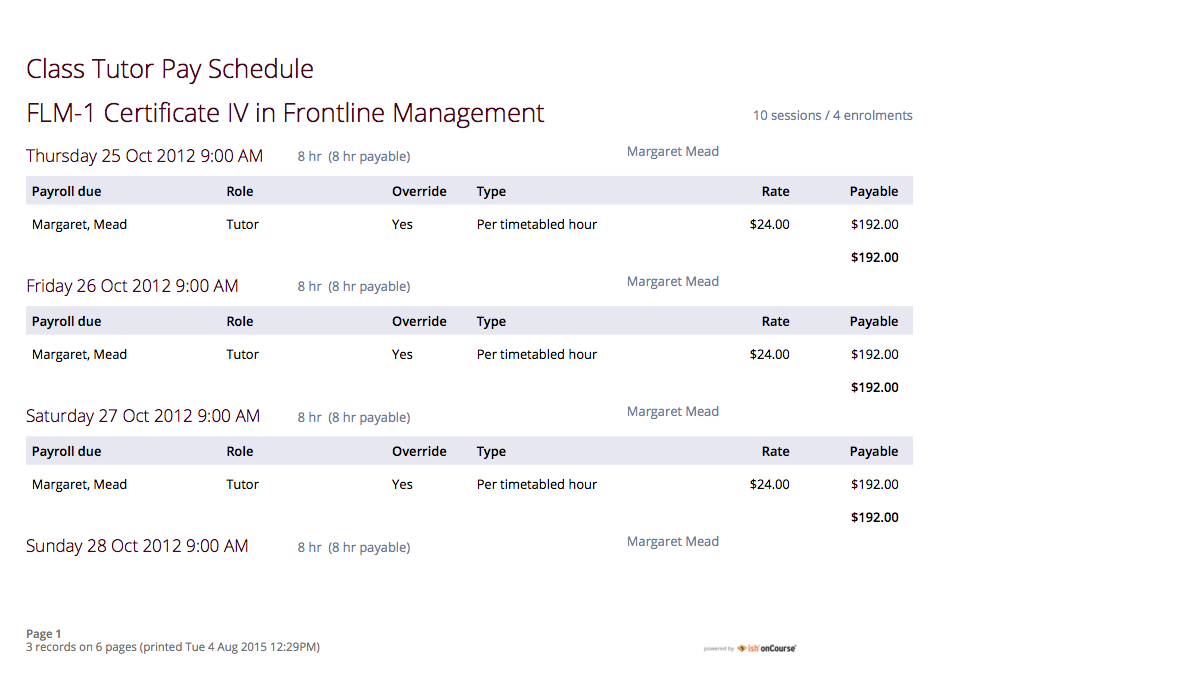 Class Tutor Pay Schedule
FLM-1 Certificate IV in Frontline Management 10 sessions / 4 enrolments
Thursday 25 Oct 2012 9:00 AM 8 hr (8 hr payable) Margaret Mead
Payroll due Role Override Type Rate Payable
Margaret, Mead Tutor Yes Per timetabled hour $24.00 $192.00
$192.00
Friday 26 Oct 2012 9:00 AM 8 hr (8 hr payable) Margaret Mead
Payroll due Role Override Type Rate Payable
Margaret, Mead Tutor Yes Per timetabled hour $24.00 $192.00
$192.00
Saturday 27 Oct 2012 9:00 AM 8 hr (8 hr payable) Margaret Mead
Payroll due Role Override Type Rate Payable
Margaret, Mead Tutor Yes Per timetabled hour $24.00 $192.00
$192.00
Sunday 28 Oct 2012 9:00 AM 8 hr (8 hr payable) Margaret Mead
Page 1
3 records on 6 pages (printed Tue 4 Aug 2015 12:29PM) powered by ish onCourse